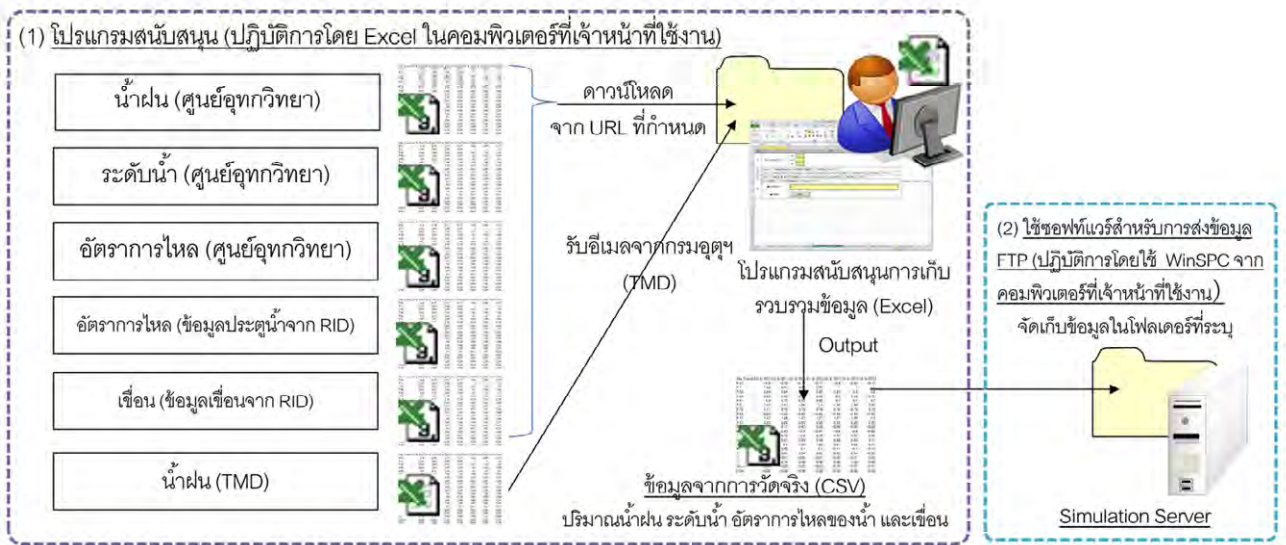 (1) โปรแกรมสนับสนุน (ปฏิบัติการโดย Excel ในคอมพิวเตอร์ที่เจ้าหน้าที่ใช้งาน)
น้ำฝน (ศูนย์อุทกวิทยา)
ระดับน้ำ (ศูนย์อุทกวิทยา)
อัตราการไหล (ศูนย์อุทกวิทยา)
อัตราการไหล (ข้อมูลประตูน้ำจาก RID)
เขื่อน (ข้อมูลเขื่อนจาก RID)
น้ำฝน (TMD)
ดาวน์โหลด
จาก URL ที่กำหนด
รับอีเมลจากกรมอุตุฯ
(TMD)
โปรแกรมสนับสนุนการเก็บ
รวบรวมข้อมูล (Excel)
Output
ข้อมูลจากการวัดจริง (CSV)
ปริมาณน้ำฝน ระดับน้ำ อัตราการไหลของน้ำ และเขื่อน
(2) ใช้ซอฟท์แวร์สำหรับการส่งข้อมูล
FTP (ปฏิบัติการโดยใช้ WinSPC จาก
คอมพิวเตอร์ที่เจ้าหน้าที่ใช้งาน)
จัดเก็บข้อมูลในโฟลเดอร์ที่ระบุ
Simulation Server